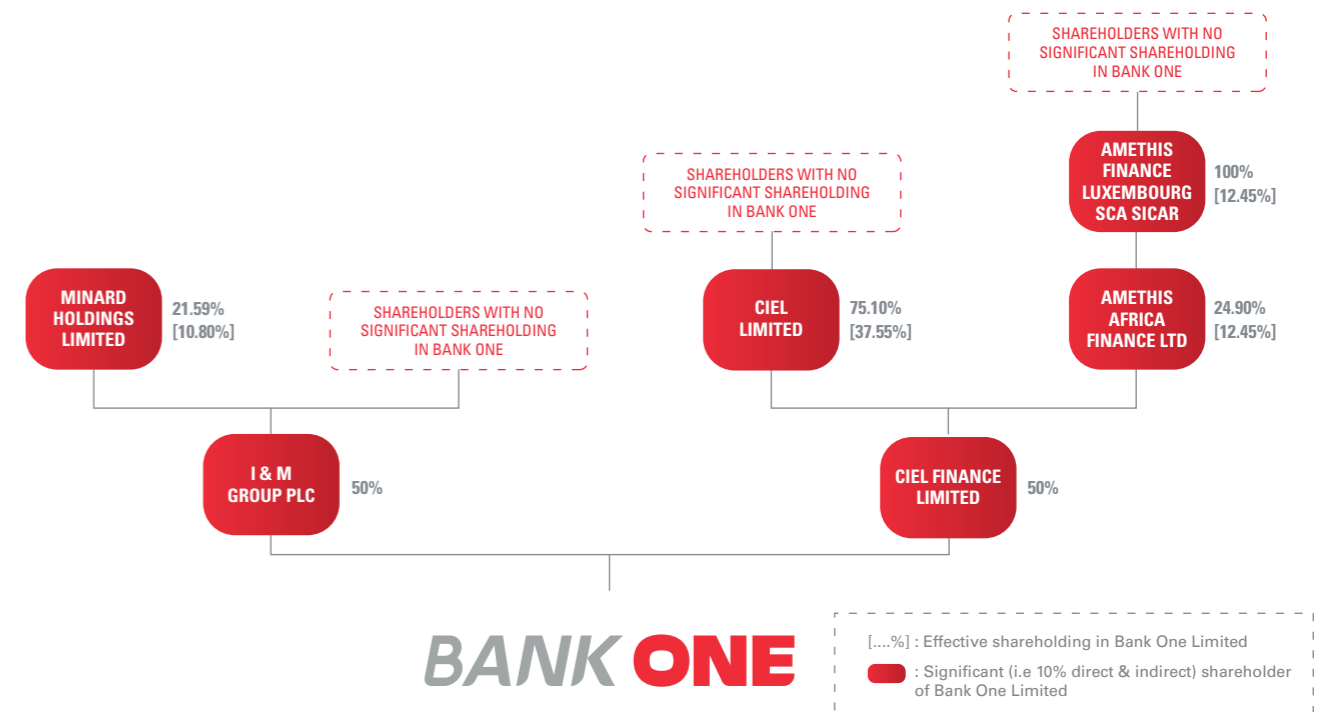 SHAREHOLDERS WITH NO
SIGNIFICANT SHAREHOLDING
IN BANK ONE
AMETHIS
FINANCE
LUXEMBOURG
SCA SICAR
100%
[12.45%]
SHAREHOLDERS WITH NO
SIGNIFICANT SHAREHOLDING
IN BANK ONE
MINARD
HOLDINGS
LIMITED
21.59%
[10.80%]
SHAREHOLDERS WITH NO
SIGNIFICANT SHAREHOLDING
IN BANK ONE
CIEL
LIMITED
75.10%
[37.55%]
AMETHIS
AFRICA
FINANCE LTD
24.90%
[12.45%]
I & M
GROUP PLC
50%
CIEL FINANCE
LIMITED
50%
BANK ONE
[....%] : Effective shareholding in Bank One Limited
: Significant (i.e 10% direct & indirect) shareholder
of Bank One Limited